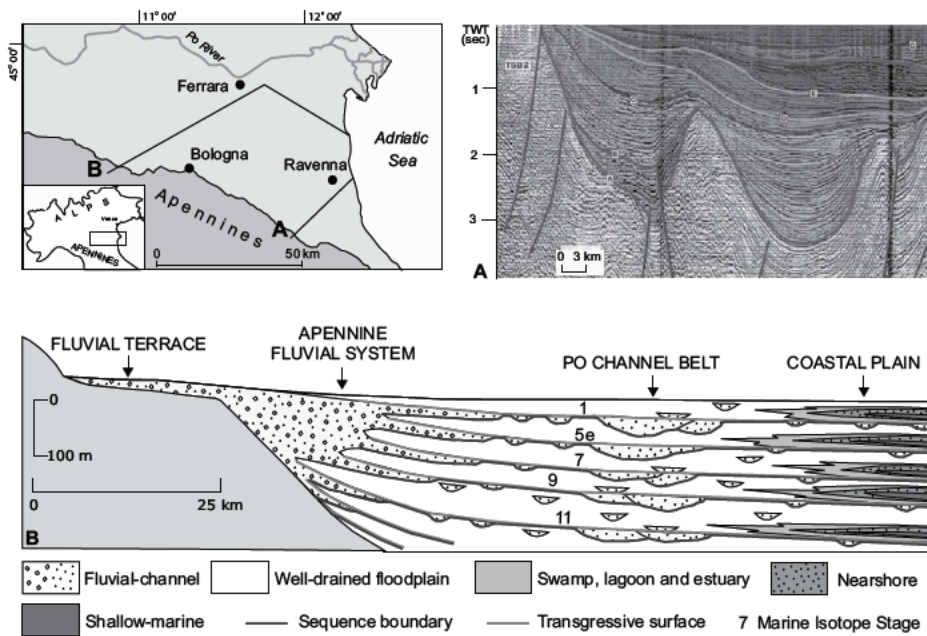 11°00'
12°00'
45°00'
Po River
Ferrara
Adriatic
Sea
B
Bologna
Ravenna
Apennines
A
ALPS
APENNINES
0 50 km
TWT
(sec)
TSB2
1
2
3
A
0 3 km
FLUVIAL TERRACE
APENNINE
FLUVIAL SYSTEM
PO CHANNEL BELT
COASTAL PLAIN
0
100 m
0 25 km
1
5e
7
9
11
B
Fluvial-channel
Well-drained floodplain
Swamp, lagoon and estuary
Nearshore
Shallow-marine
Sequence boundary
Transgressive surface
7 Marine Isotope Stage